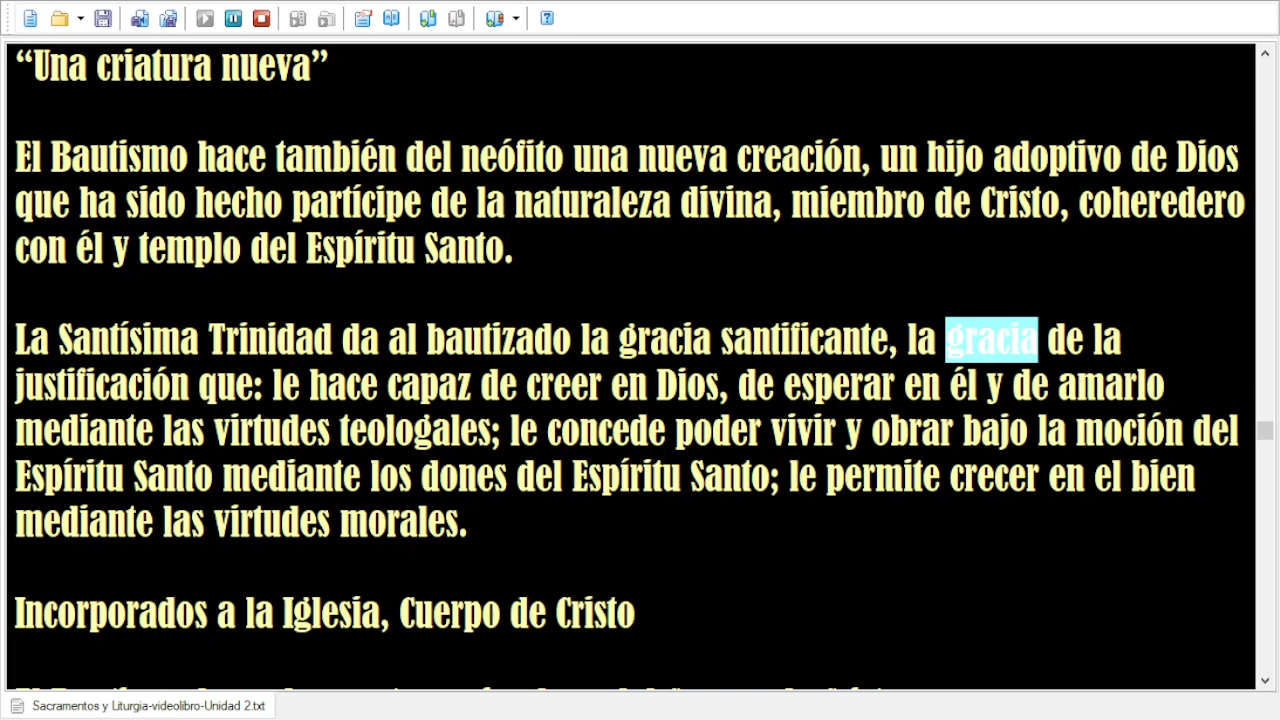 “Una criatura nueva”
El Bautismo hace también del neófito una nueva creación, un hijo adoptivo de Dios
que ha sido hecho partícipe de la naturaleza divina, miembro de Cristo, coheredero
con él y templo del Espíritu Santo.
La Santísima Trinidad da al bautizado la gracia santificante, la gracia de la
justificación que: le hace capaz de creer en Dios, de esperar en él y de amarlo
mediante las virtudes teologales; le concede poder vivir y obrar bajo la moción del
Espíritu Santo mediante los dones del Espíritu Santo; le permite crecer en el bien
mediante las virtudes morales.
Incorporados a la Iglesia, Cuerpo de Cristo
Sacramentos y Liturgia-videolibro-Unidad 2.txt